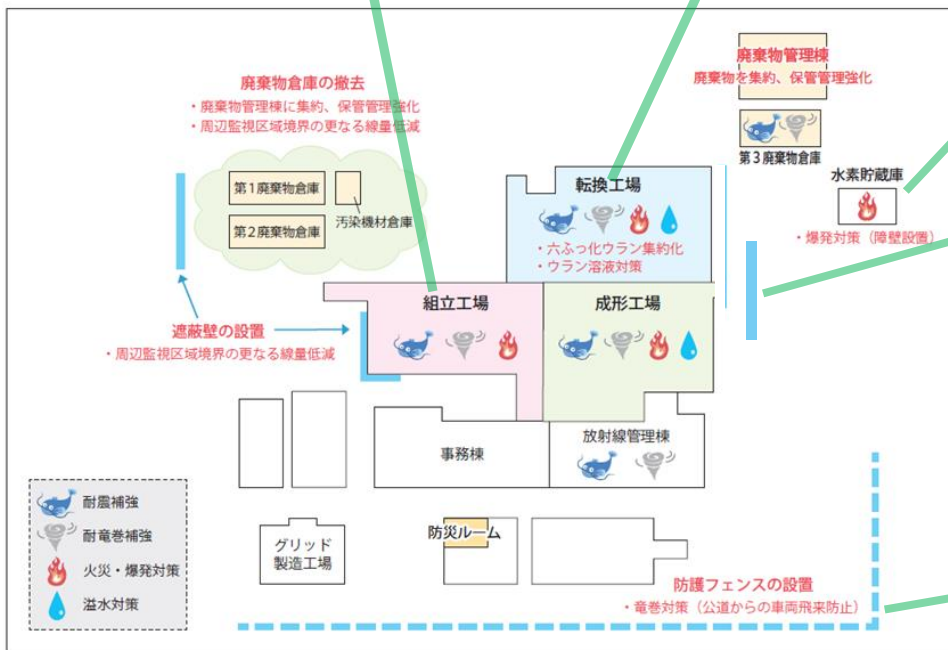 廃棄物管理棟
廃棄物を集約、保管管理強化
廃棄物倉庫の撤去
・廃棄物管理棟に集約、保管管理強化
・周辺監視区域境界の更なる線量低減
第3廃棄物倉庫
水素貯蔵庫
・爆発対策（障壁設置）
第1廃棄物倉庫
第2廃棄物倉庫
汚染機材倉庫
転換工場
・六ふっ化ウラン集約化
・ウラン溶液対策
組立工場
成形工場
遮蔽壁の設置
・周辺監視区域境界の更なる線量低減
事務棟
放射線管理棟
耐震補強
耐竜巻補強
火災・爆発対策
溢水対策
グリッド
製造工場
防災ルーム
防護フェンスの設置
・竜巻対策（公道からの車両飛来防止）